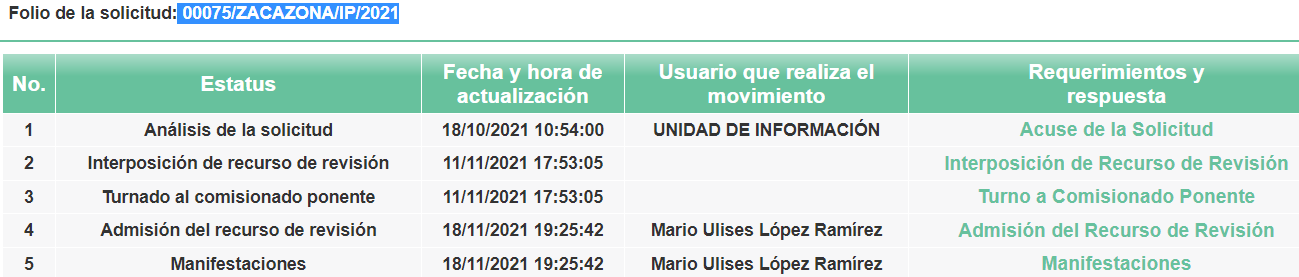 Folio de la solicitud: 00075/ZACAZONA/IP/2021
No. Estatus Fecha y hora de actualización Usuario que realiza el movimiento Requerimientos y respuesta
1 Análisis de la solicitud 18/10/2021 10:54:00 UNIDAD DE INFORMACIÓN Acuse de la Solicitud
2 Interposición de recurso de revisión 11/11/2021 17:53:05 Interposición de Recurso de Revisión
3 Turnado al comisionado ponente 11/11/2021 17:53:05 Turno a Comisionado Ponente
4 Admisión del recurso de revisión 18/11/2021 19:25:42 Mario Ulises López Ramírez Admisión del Recurso de Revisión
5 Manifestaciones 18/11/2021 19:25:42 Mario Ulises López Ramírez Manifestaciones